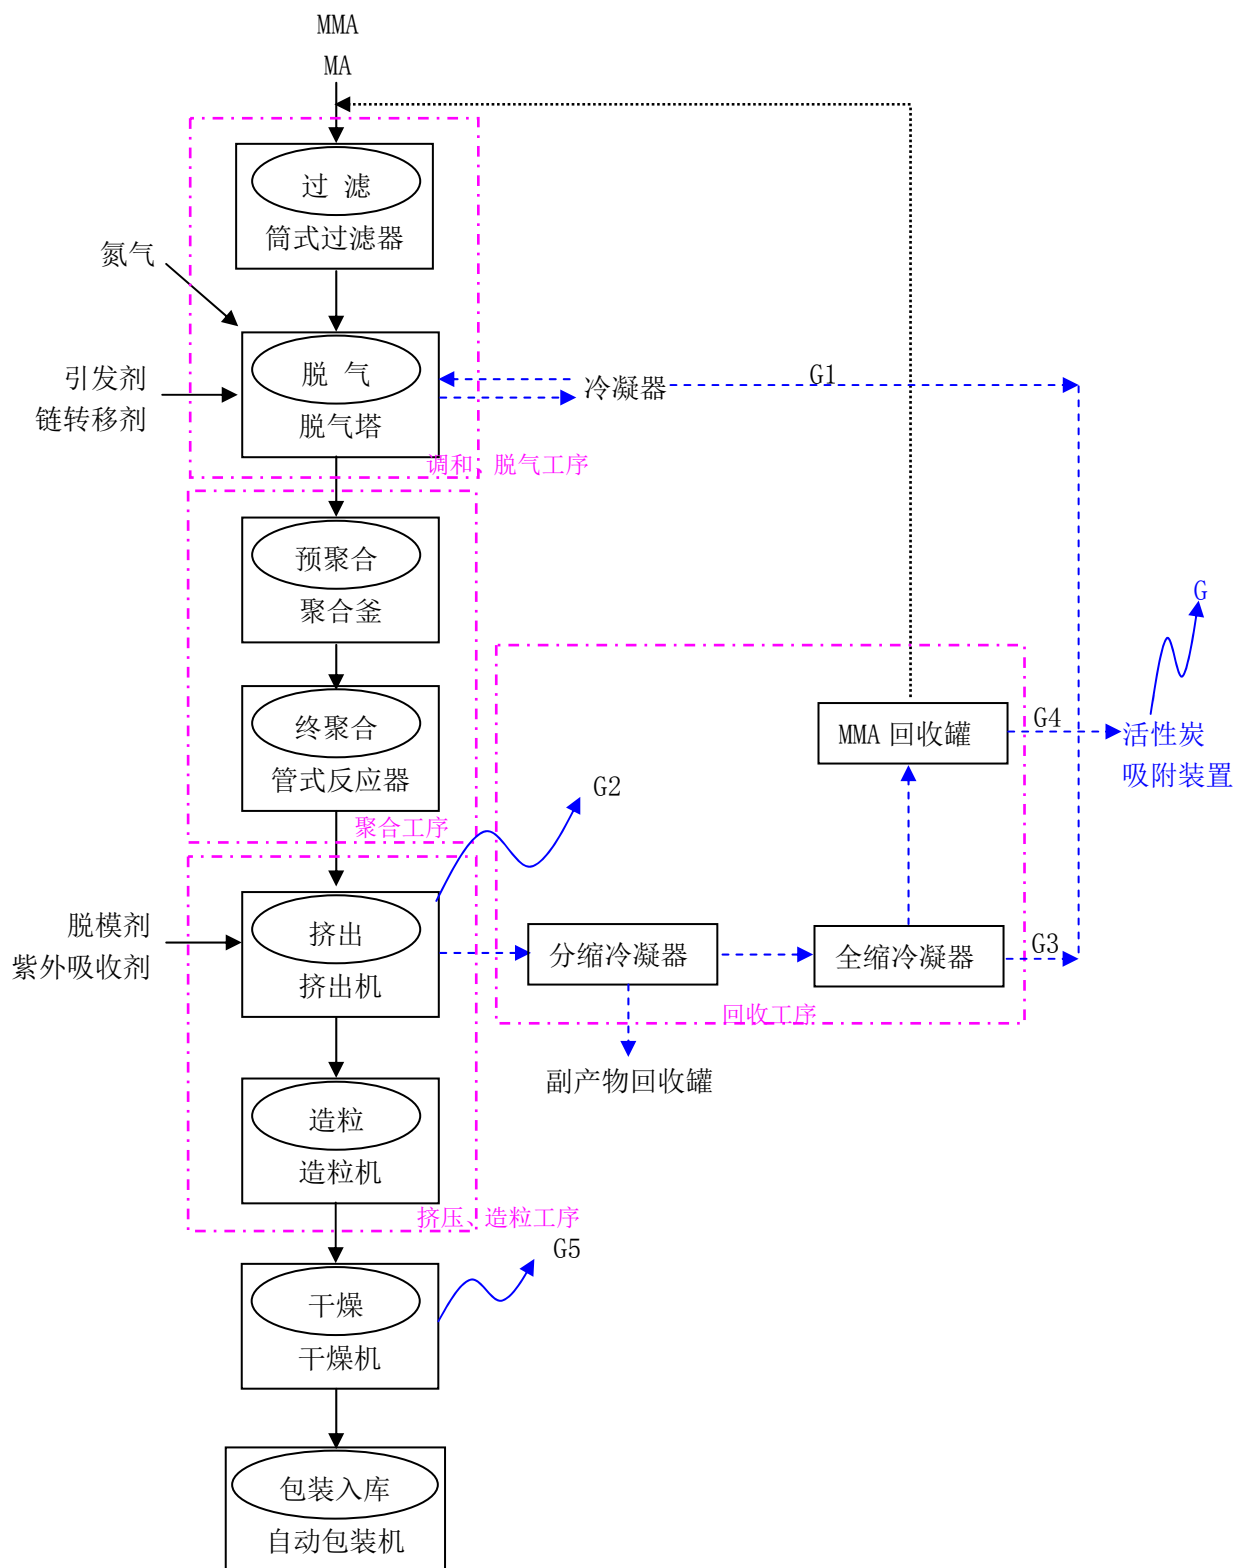 MMA
MA
过 滤
筒式过滤器
氮气
脱 气
脱气塔
引发剂
链转移剂
冷凝器
G1
调和、脱气工序
预聚合
聚合釜
终聚合
管式反应器
聚合工序
G
MMA 回收罐
G4
活性炭
吸附装置
G2
脱模剂
紫外吸收剂
挤出
挤出机
分缩冷凝器
全缩冷凝器
G3
回收工序
副产物回收罐
造粒
造粒机
挤压、造粒工序
G5
干燥
干燥机
包装入库
自动包装机